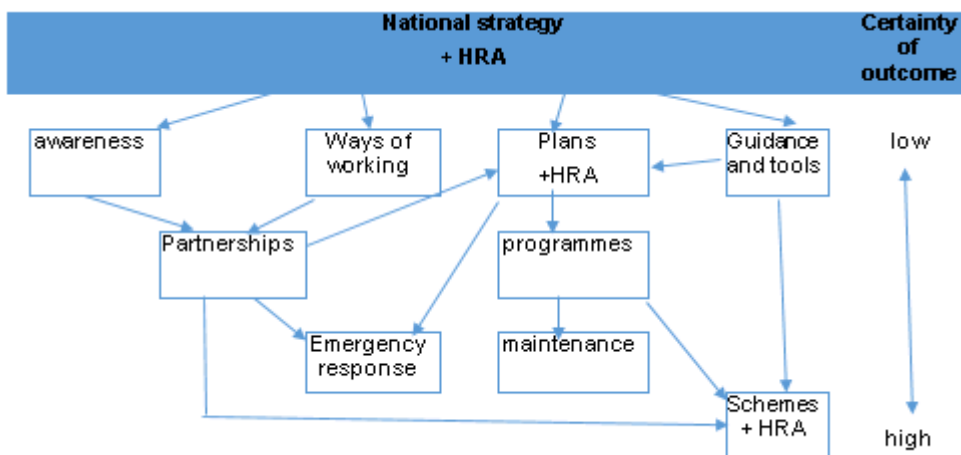 National strategy
+ HRA
Certainty
of
outcome
awareness
Ways of
working
Plans
+HRA
Guidance
and tools
low
Partnerships
programmes
Emergency
response
maintenance
Schemes
+ HRA
high